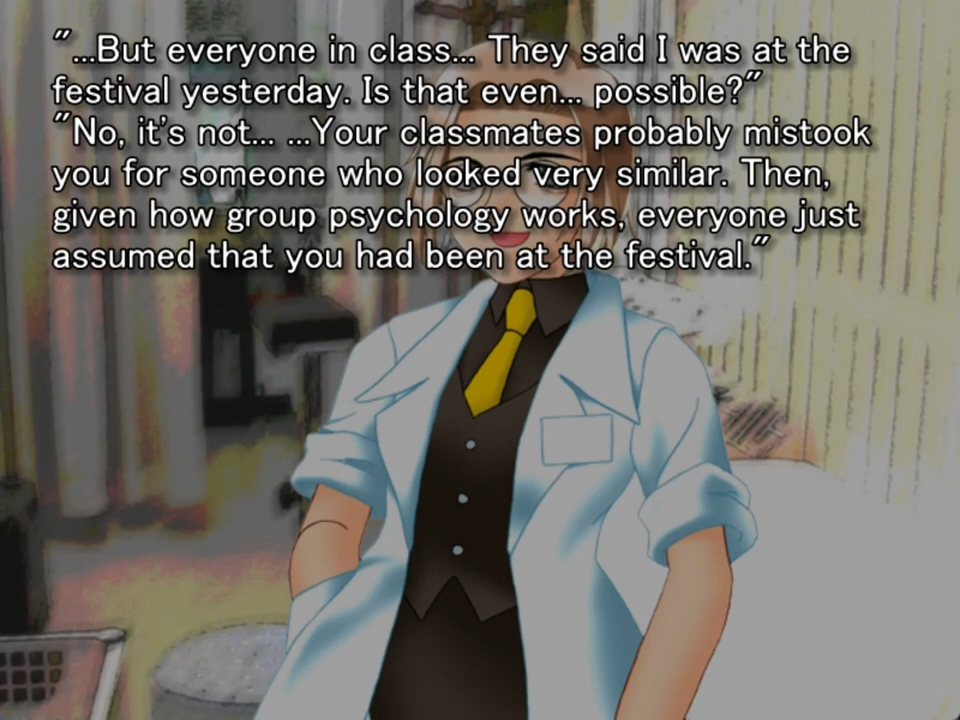 "...But everyone in class... They said I was at the
festival yesterday. Is that even... possible?"
"No, it's not... ...Your classmates probably mistook
you for someone who looked very similar. Then,
given how group psychology works, everyone just
assumed that you had been at the festival."